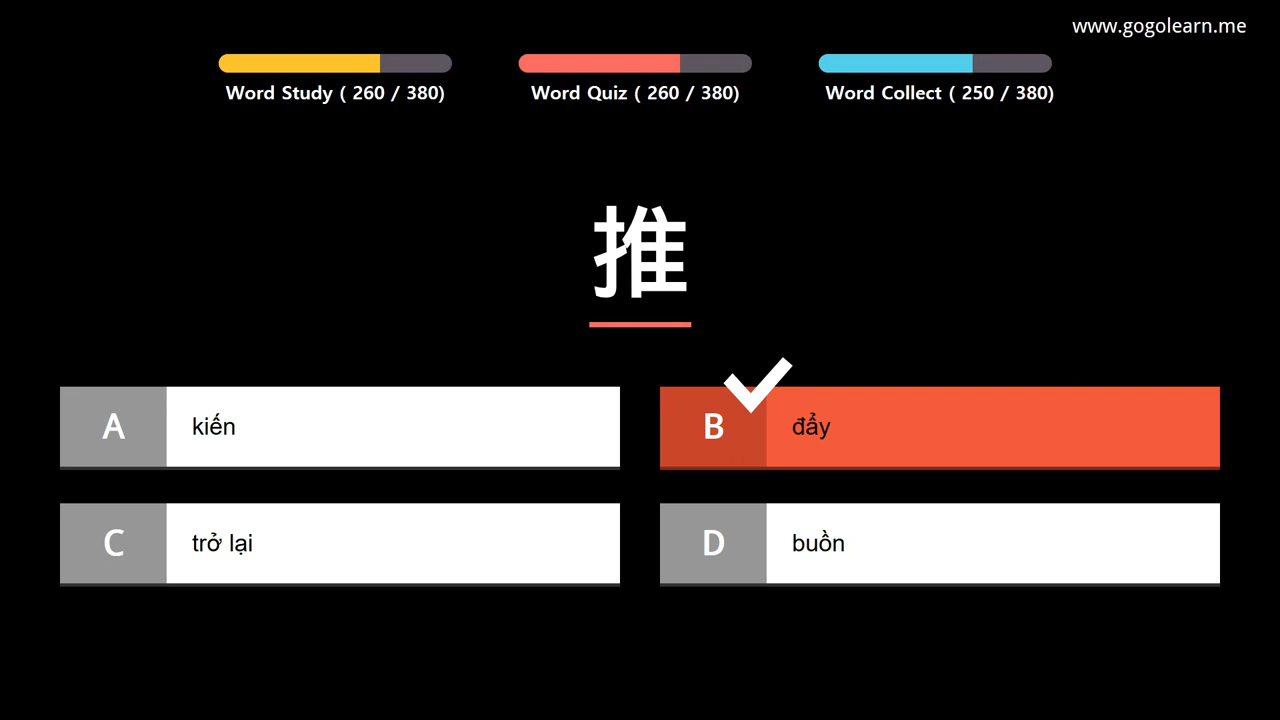 www.gogolearn.me
Word Study ( 260 / 380)
Word Quiz ( 260 / 380)
Word Collect ( 250 / 380)
推
A kiến
B đẩy
C trở lại
D buồn